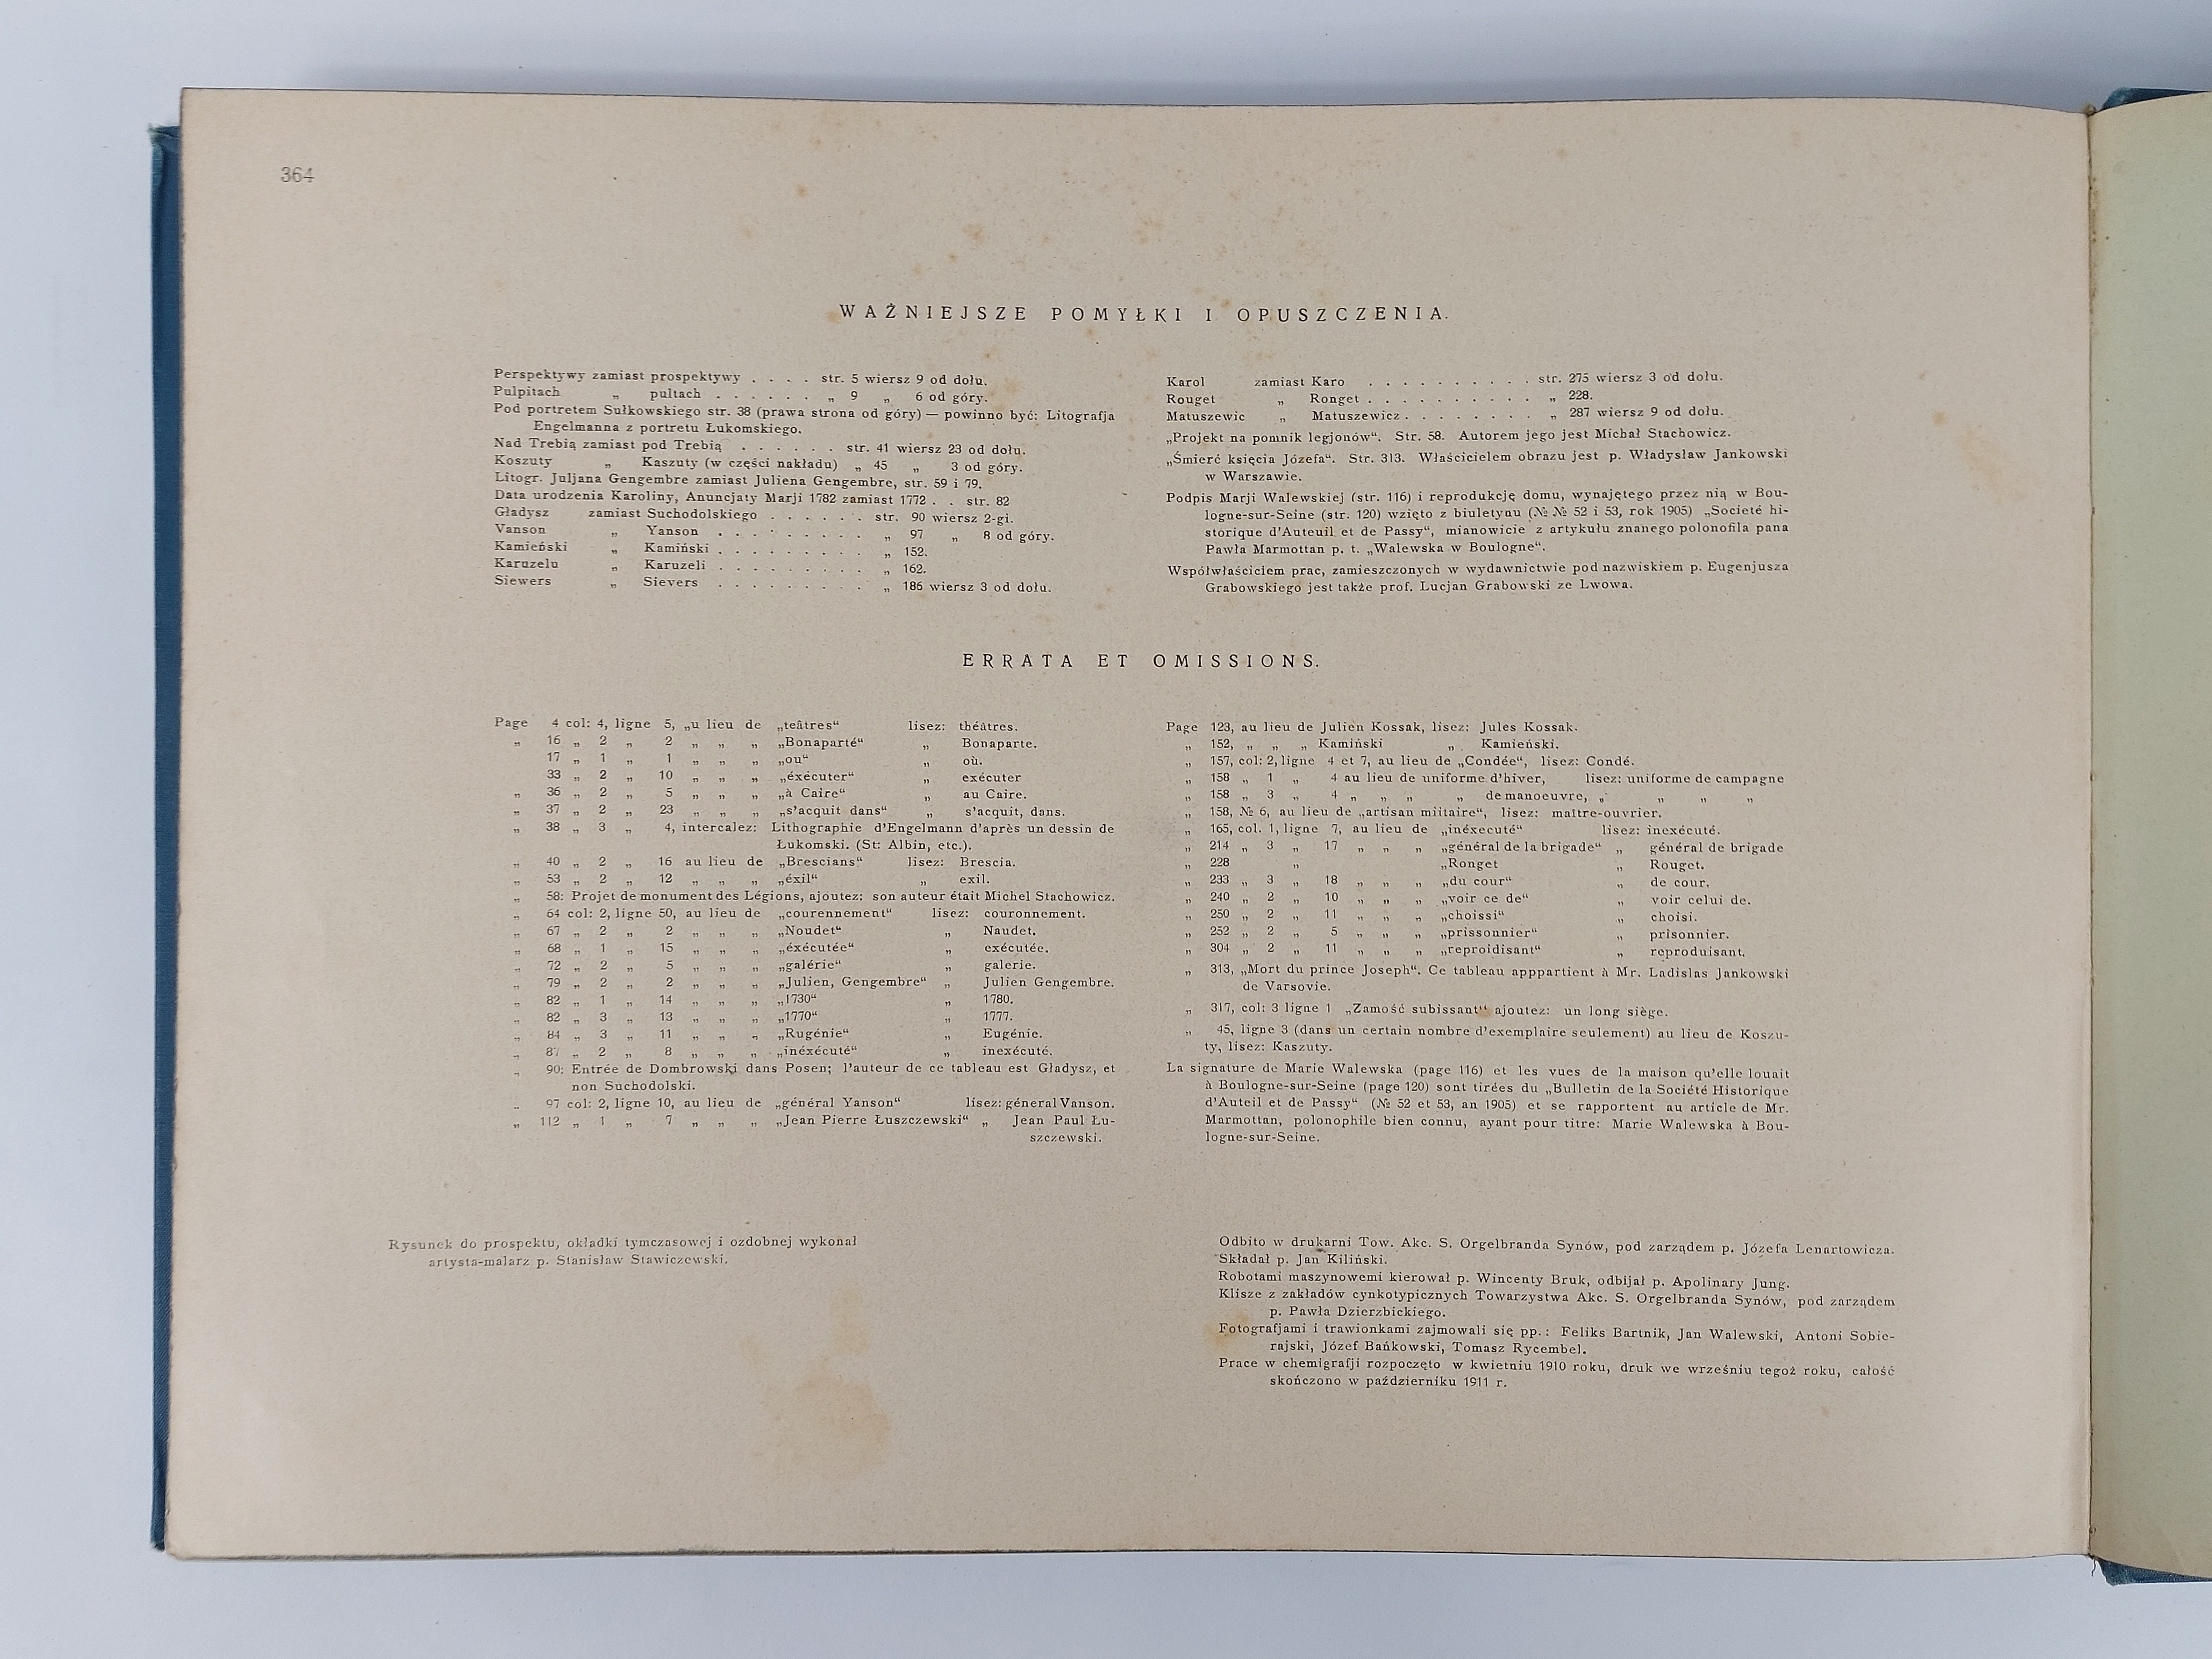 364
WAŻNIEJSZE POMYŁKI I OPUSZCZENIA.
Perspektywy zamiast prospektywy . . . . str. 5 wiersz 9 od dołu.
Pulpitach „ pultach . . . . . . „ 9 „ 6 od góry.
Pod portretem Sułkowskiego str. 38 (prawa strona od góry) — powinno być: Litografja
Engelmanna z portretu Łukomskiego.
Nad Trebią zamiast pod Trebią . . . . . . str. 41 wiersz 23 od dołu.
Koszuty „ Kaszuty (w części nakładu) „ 45 „ 3 od góry.
Litogr. Juljana Gengembre zamiast Juliena Gengembre, str. 59 i 79.
Data urodzenia Karoliny, Anuncjaty Marji 1782 zamiast 1772 . . str. 82
Gładysz zamiast Suchodolskiego . . . . . . str. 90 wiersz 2-gi.
Vanson „ Yanson . . . . . . . . . „ 97 „ 8 od góry.
Kamieński „ Kamiński . . . . . . . . . „ 152.
Karuzelu „ Karuzeli . . . . . . . . . „ 162.
Siewers „ Sievers . . . . . . . . . „ 186 wiersz 3 od dołu.
Karol zamiast Karo . . . . . . . . . . str. 275 wiersz 3 od dołu.
Rouget „ Ronget . . . . . . . . . . „ 228.
Matuszewic „ Matuszewicz . . . . . . . „ 287 wiersz 9 od dołu.
„Projekt na pomnik legjonów“. Str. 58. Autorem jego jest Michał Stachowicz.
„Śmierć księcia Józefa“. Str. 313. Właścicielem obrazu jest p. Władysław Jankowski
w Warszawie.
Podpis Marji Walewskiej (str. 116) i reprodukcję domu, wynajętego przez nią w Bou-
logne-sur-Seine (str. 120) wzięto z biuletynu (№ № 52 i 53, rok 1905) „Societé hi-
storique d'Auteuil et de Passy“, mianowicie z artykułu znanego polonofila pana
Pawła Marmottan p. t. „Walewska w Boulogne“.
Współwłaścicielem prac, zamieszczonych w wydawnictwie pod nazwiskiem p. Eugenjusza
Grabowskiego jest także prof. Lucjan Grabowski ze Lwowa.
ERRATA ET OMISSIONS.
Page 4 col: 4, ligne 5, „u lieu de „teâtres“ lisez: théâtres.
„ 16 „ 2 „ 2 „ „ „ „Bonaparté“ „ Bonaparte.
17 „ 1 „ 1 „ „ „ „ou“ „ où.
33 „ 2 „ 10 „ „ „ „éxécuter“ „ exécuter
„ 36 „ 2 „ 5 „ „ „ „à Caire“ „ au Caire.
„ 37 „ 2 „ 23 „ „ „ „s'acquit dans“ „ s'acquit, dans.
„ 38 „ 3 „ 4, intercalez: Lithographie d'Engelmann d'après un dessin de
Łukomski. (St: Albin, etc.).
„ 40 „ 2 „ 16 au lieu de „Brescians“ lisez: Brescia.
„ 53 „ 2 „ 12 „ „ „ „éxil“ „ exil.
„ 58: Projet de monument des Légions, ajoutez: son auteur était Michel Stachowicz.
„ 64 col: 2, ligne 50, au lieu de „courennement“ lisez: couronnement.
„ 67 „ 2 „ 2 „ „ „ „Noudet“ „ Naudet.
„ 68 „ 1 „ 15 „ „ „ „éxécutée“ „ exécutée.
„ 72 „ 2 „ 5 „ „ „ „galérie“ „ galerie.
„ 79 „ 2 „ 2 „ „ „ „Julien, Gengembre“ „ Julien Gengembre.
„ 82 „ 1 „ 14 „ „ „ „1730“ „ 1780.
„ 82 „ 3 „ 13 „ „ „ „1770“ „ 1777.
„ 84 „ 3 „ 11 „ „ „ „Rugénie“ „ Eugénie.
„ 87 „ 2 „ 8 „ „ „ „inéxécuté“ „ inexécuté.
„ 90: Entrée de Dombrowski dans Posen; l'auteur de ce tableau est Gładysz, et
non Suchodolski.
„ 97 col: 2, ligne 10, au lieu de „général Yanson“ lisez: géneral Vanson.
„ 112 „ 1 „ 7 „ „ „ „Jean Pierre Łuszczewski“ „ Jean Paul Łu-
szczewski.
Page 123, au lieu de Julien Kossak, lisez: Jules Kossak.
„ 152, „ „ „ Kamiński „ Kamieński.
„ 157, col: 2, ligne 4 et 7, au lieu de „Condée“, lisez: Condé.
„ 158 „ 1 „ 4 au lieu de uniforme d'hiver, lisez: uniforme de campagne
„ 158 „ 3 „ 4 „ „ „ „ de manoeuvre, „ „ „ „
„ 158, № 6, au lieu de „artisan miitaire“, lisez: maître-ouvrier.
„ 165, col. 1, ligne 7, au lieu de „inéxecuté“ lisez: inexécuté.
„ 214 „ 3 „ 17 „ „ „ „général de la brigade“ „ général de brigade
„ 228 „ „Ronget „ Rouget.
„ 233 „ 3 „ 18 „ „ „ „du cour“ „ de cour.
„ 240 „ 2 „ 10 „ „ „ „voir ce de“ „ voir celui de.
„ 250 „ 2 „ 11 „ „ „ „choissi“ „ choisi.
„ 252 „ 2 „ 5 „ „ „ „prissonnier“ „ prisonnier.
„ 304 „ 2 „ 11 „ „ „ „reproidisant“ „ reproduisant.
„ 313, „Mort du prince Joseph“. Ce tableau apppartient à Mr. Ladislas Jankowski
de Varsovie.
„ 317, col: 3 ligne 1 „Zamość subissant“ ajoutez: un long siège.
„ 45, ligne 3 (dans un certain nombre d'exemplaire seulement) au lieu de Koszu-
ty, lisez: Kaszuty.
La signature de Marie Walewska (page 116) et les vues de la maison qu'elle louait
à Boulogne-sur-Seine (page 120) sont tirées du „Bulletin de la Société Historique
d'Auteil et de Passy“ (№ 52 et 53, an 1905) et se rapportent au article de Mr.
Marmottan, polonophile bien connu, ayant pour titre: Marie Walewska à Bou-
logne-sur-Seine.
Rysunek do prospektu, okładki tymczasowej i ozdobnej wykonał
artysta-malarz p. Stanisław Stawiczewski.
Odbito w drukarni Tow. Akc. S. Orgelbranda Synów, pod zarządem p. Józefa Lenartowicza.
Składał p. Jan Kiliński.
Robotami maszynowemi kierował p. Wincenty Bruk, odbijał p. Apolinary Jung.
Klisze z zakładów cynkotypicznych Towarzystwa Akc. S. Orgelbranda Synów, pod zarządem
p. Pawła Dzierzbickiego.
Fotografjami i trawionkami zajmowali się pp.: Feliks Bartnik, Jan Walewski, Antoni Sobie-
rajski, Józef Bańkowski, Tomasz Rycembel.
Prace w chemigrafji rozpoczęto w kwietniu 1910 roku, druk we wrześniu tegoż roku, całość
skończono w październiku 1911 r.